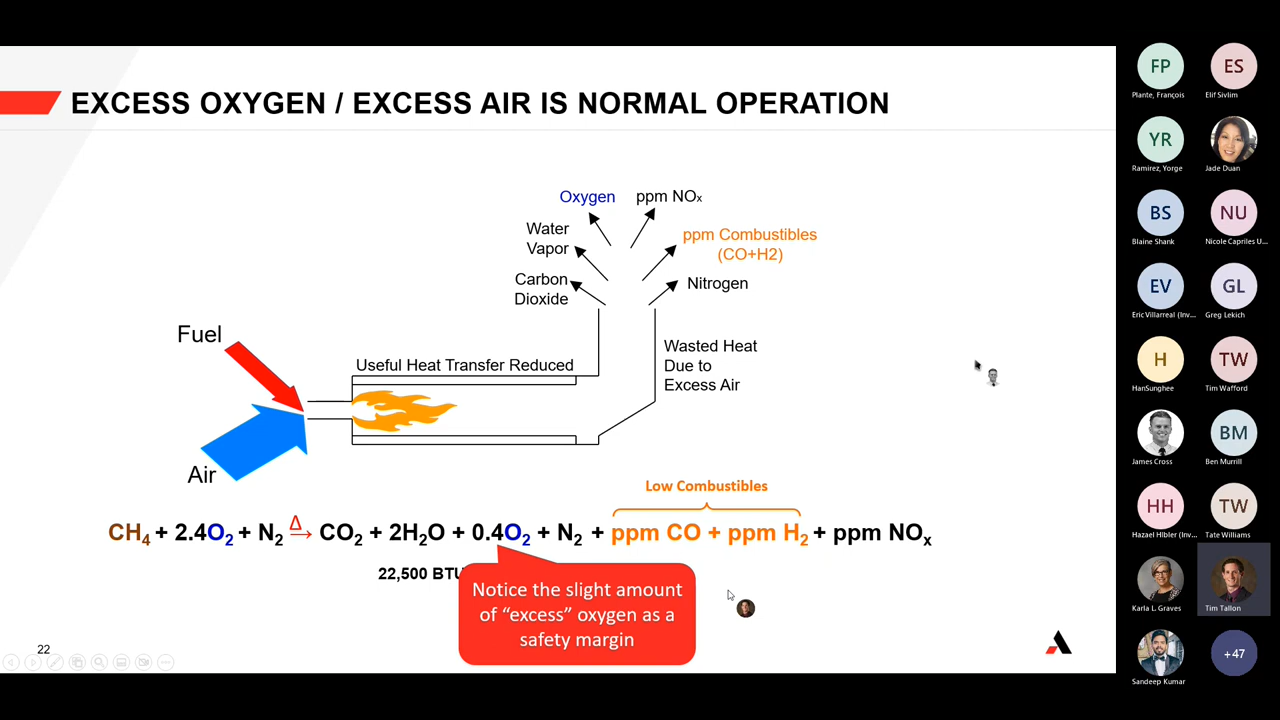 EXCESS OXYGEN / EXCESS AIR IS NORMAL OPERATION
Oxygen
ppm NOₓ
Water
Vapor
ppm Combustibles
(CO+H2)
Carbon
Dioxide
Nitrogen
Fuel
Useful Heat Transfer Reduced
Wasted Heat
Due to
Excess Air
Air
Low Combustibles
CH₄ + 2.4O₂ + N₂ Δ→ CO₂ + 2H₂O + 0.4O₂ + N₂ + ppm CO + ppm H₂ + ppm NOₓ
22,500 BTU
Notice the slight amount
of “excess” oxygen as a
safety margin
22
FP
Plante, François
ES
Elif Sivlim
YR
Ramirez, Yorge
Jade Duan
BS
Blaine Shank
NU
Nicole Capriles U...
EV
Eric Villarreal (Inv...
GL
Greg Lekich
H
HanSunghee
TW
Tim Wafford
James Cross
BM
Ben Murrill
HH
Hazael Hibler (Inv...
TW
Tate Williams
Karla L. Graves
Tim Tallon
Sandeep Kumar
+47